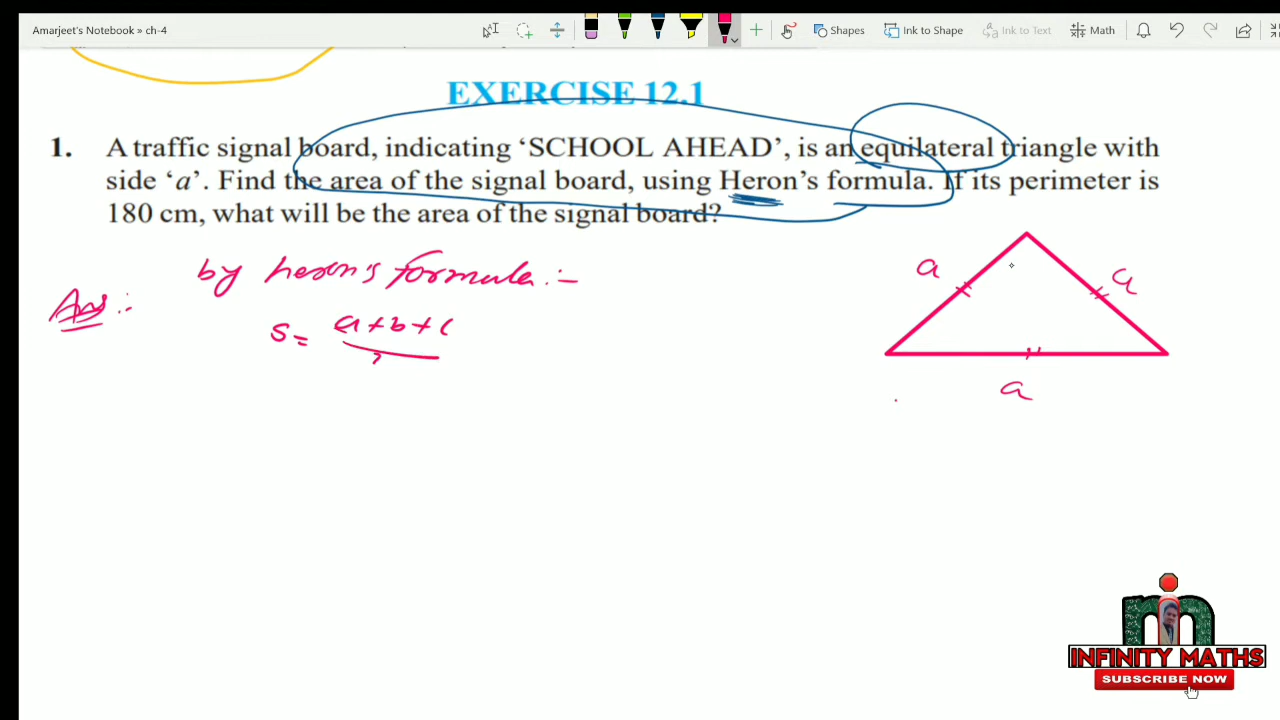 Amarjeet's Notebook » ch-4
Ink to Shape
Ink to Text
Math
Shapes
EXERCISE 12.1
1. A traffic signal board, indicating ‘SCHOOL AHEAD’, is an equilateral triangle with
side ‘a’. Find the area of the signal board, using Heron’s formula. If its perimeter is
180 cm, what will be the area of the signal board?
by heron's formula :-
Ans :-
S = a+b+c
2
a
a
a
INFINITY MATHS
SUBSCRIBE NOW